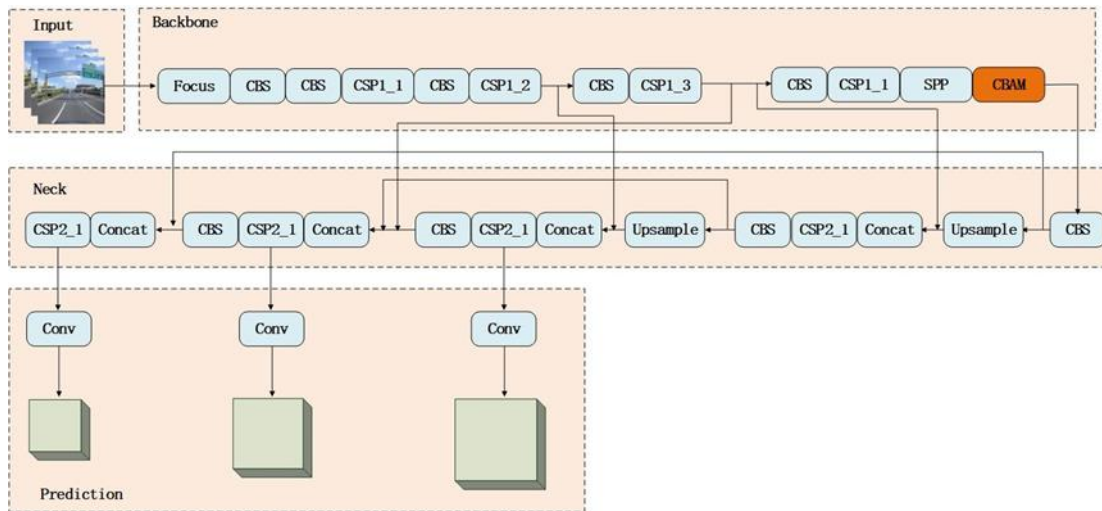 Input
Backbone
Focus CBS CBS CSP1_1 CBS CSP1_2 CBS CSP1_3 CBS CSP1_1 SPP CBAM
Neck
CSP2_1 Concat CBS CSP2_1 Concat CBS CSP2_1 Concat Upsample CBS CSP2_1 Concat Upsample CBS
Conv Conv Conv
Prediction